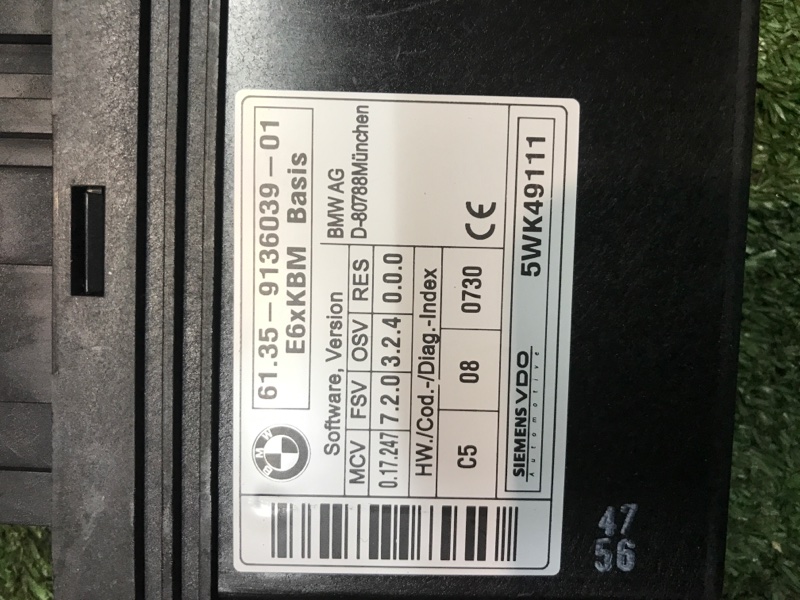 61.35-9136039-01
E6xKBM Basis
BMW
Software, Version
BMW AG
D-80788München
MCV FSV OSV RES
0.17.247 7.2.0 3.2.4 0.0.0
HW./Cod.-/Diag.-Index
C5 08 0730
CE
SIEMENS VDO
Automotive
5WK49111
47
56